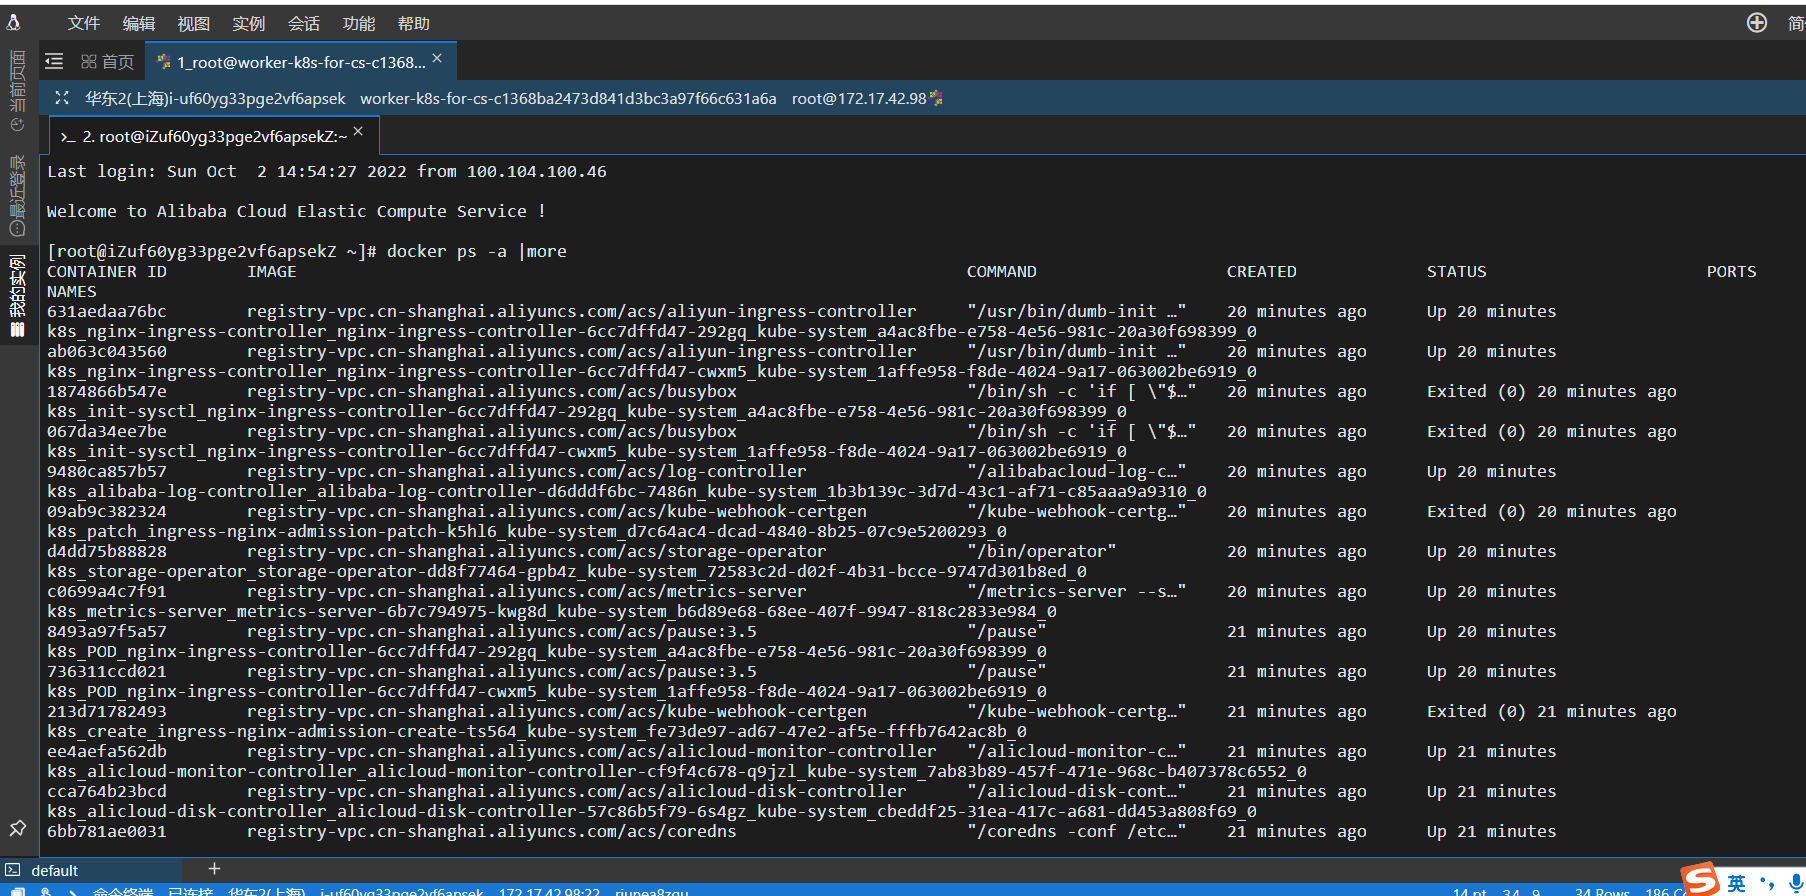 文件 编辑 视图 实例 会话 功能 帮助
首页 1_root@worker-k8s-for-cs-c1368... ×
华东2(上海)i-uf60yg33pge2vf6apsek worker-k8s-for-cs-c1368ba2473d841d3bc3a97f66c631a6a root@172.17.42.98
当前页面
最近登录
我的实例
>_ 2. root@iZuf60yg33pge2vf6apsekZ:~ ×
Last login: Sun Oct  2 14:54:27 2022 from 100.104.100.46
Welcome to Alibaba Cloud Elastic Compute Service !
[root@iZuf60yg33pge2vf6apsekZ ~]# docker ps -a |more
CONTAINER ID IMAGE COMMAND CREATED STATUS PORTS
NAMES
631aedaa76bc registry-vpc.cn-shanghai.aliyuncs.com/acs/aliyun-ingress-controller "/usr/bin/dumb-init …" 20 minutes ago Up 20 minutes
k8s_nginx-ingress-controller_nginx-ingress-controller-6cc7dffd47-292gq_kube-system_a4ac8fbe-e758-4e56-981c-20a30f698399_0
ab063c043560 registry-vpc.cn-shanghai.aliyuncs.com/acs/aliyun-ingress-controller "/usr/bin/dumb-init …" 20 minutes ago Up 20 minutes
k8s_nginx-ingress-controller_nginx-ingress-controller-6cc7dffd47-cwxm5_kube-system_1affe958-f8de-4024-9a17-063002be6919_0
1874866b547e registry-vpc.cn-shanghai.aliyuncs.com/acs/busybox "/bin/sh -c 'if [ \"$…" 20 minutes ago Exited (0) 20 minutes ago
k8s_init-sysctl_nginx-ingress-controller-6cc7dffd47-292gq_kube-system_a4ac8fbe-e758-4e56-981c-20a30f698399_0
067da34ee7be registry-vpc.cn-shanghai.aliyuncs.com/acs/busybox "/bin/sh -c 'if [ \"$…" 20 minutes ago Exited (0) 20 minutes ago
k8s_init-sysctl_nginx-ingress-controller-6cc7dffd47-cwxm5_kube-system_1affe958-f8de-4024-9a17-063002be6919_0
9480ca857b57 registry-vpc.cn-shanghai.aliyuncs.com/acs/log-controller "/alibabacloud-log-c…" 20 minutes ago Up 20 minutes
k8s_alibaba-log-controller_alibaba-log-controller-d6dddf6bc-7486n_kube-system_1b3b139c-3d7d-43c1-af71-c85aaa9a9310_0
09ab9c382324 registry-vpc.cn-shanghai.aliyuncs.com/acs/kube-webhook-certgen "/kube-webhook-certg…" 20 minutes ago Exited (0) 20 minutes ago
k8s_patch_ingress-nginx-admission-patch-k5hl6_kube-system_d7c64ac4-dcad-4840-8b25-07c9e5200293_0
d4dd75b88828 registry-vpc.cn-shanghai.aliyuncs.com/acs/storage-operator "/bin/operator" 20 minutes ago Up 20 minutes
k8s_storage-operator_storage-operator-dd8f77464-gpb4z_kube-system_72583c2d-d02f-4b31-bcce-9747d301b8ed_0
c0699a4c7f91 registry-vpc.cn-shanghai.aliyuncs.com/acs/metrics-server "/metrics-server --s…" 20 minutes ago Up 20 minutes
k8s_metrics-server_metrics-server-6b7c794975-kwg8d_kube-system_b6d89e68-68ee-407f-9947-818c2833e984_0
8493a97f5a57 registry-vpc.cn-shanghai.aliyuncs.com/acs/pause:3.5 "/pause" 21 minutes ago Up 20 minutes
k8s_POD_nginx-ingress-controller-6cc7dffd47-292gq_kube-system_a4ac8fbe-e758-4e56-981c-20a30f698399_0
736311ccd021 registry-vpc.cn-shanghai.aliyuncs.com/acs/pause:3.5 "/pause" 21 minutes ago Up 20 minutes
k8s_POD_nginx-ingress-controller-6cc7dffd47-cwxm5_kube-system_1affe958-f8de-4024-9a17-063002be6919_0
213d71782493 registry-vpc.cn-shanghai.aliyuncs.com/acs/kube-webhook-certgen "/kube-webhook-certg…" 21 minutes ago Exited (0) 21 minutes ago
k8s_create_ingress-nginx-admission-create-ts564_kube-system_fe73de97-ad67-47e2-af5e-fffb7642ac8b_0
ee4aefa562db registry-vpc.cn-shanghai.aliyuncs.com/acs/alicloud-monitor-controller "/alicloud-monitor-c…" 21 minutes ago Up 21 minutes
k8s_alicloud-monitor-controller_alicloud-monitor-controller-cf9f4c678-q9jzl_kube-system_7ab83b89-457f-471e-968c-b407378c6552_0
cca764b23bcd registry-vpc.cn-shanghai.aliyuncs.com/acs/alicloud-disk-controller "/alicloud-disk-cont…" 21 minutes ago Up 21 minutes
k8s_alicloud-disk-controller_alicloud-disk-controller-57c86b5f79-6s4gz_kube-system_cbeddf25-31ea-417c-a681-dd453a808f69_0
6bb781ae0031 registry-vpc.cn-shanghai.aliyuncs.com/acs/coredns "/coredns -conf /etc…" 21 minutes ago Up 21 minutes
default +
命令终端 已连接 华东2(上海) i-uf60yg33pge2vf6apsek 172.17.42.98:22 14 pt 34 Rows
英